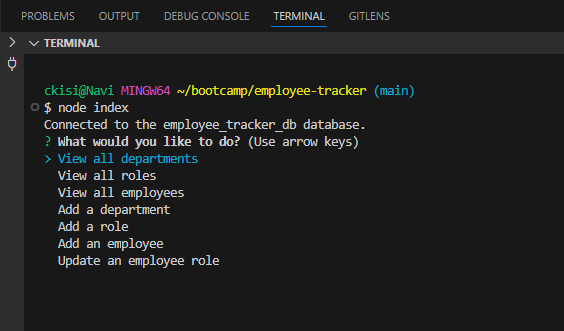 PROBLEMS OUTPUT DEBUG CONSOLE TERMINAL GITLENS
TERMINAL
ckisi@Navi MINGW64 ~/bootcamp/employee-tracker (main)
$ node index
Connected to the employee_tracker_db database.
? What would you like to do? (Use arrow keys)
> View all departments
View all roles
View all employees
Add a department
Add a role
Add an employee
Update an employee role